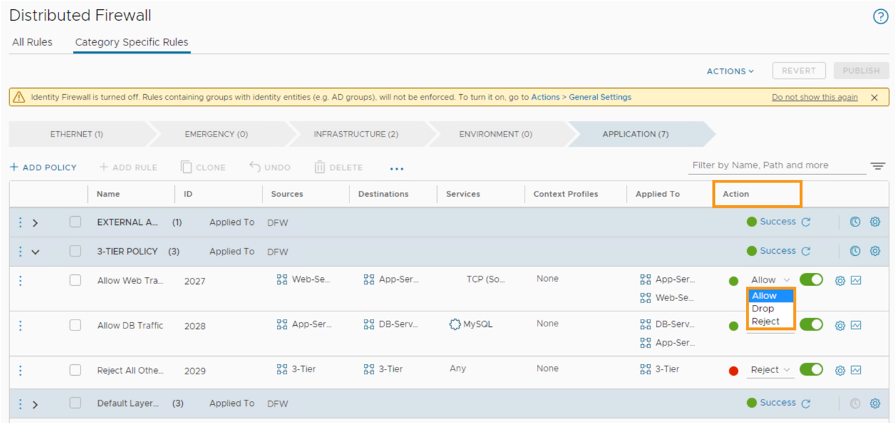 Distributed Firewall
All Rules Category Specific Rules
ACTIONS REVERT PUBLISH
Identity Firewall is turned off. Rules containing groups with identity entities (e.g. AD groups), will not be enforced. To turn it on, go to Actions > General Settings Do not show this again
ETHERNET (1) EMERGENCY (0) INFRASTRUCTURE (2) ENVIRONMENT (0) APPLICATION (7)
+ ADD POLICY + ADD RULE CLONE UNDO DELETE ...
Filter by Name, Path and more
Name ID Sources Destinations Services Context Profiles Applied To Action
EXTERNAL A... (1) Applied To DFW Success
3-TIER POLICY (3) Applied To DFW Success
Allow Web Tra... 2027 Web-Se... App-Ser... TCP (So... None App-Ser... Allow
Web-Se...
Allow
Drop
Reject
Allow DB Traffic 2028 App-Ser... DB-Serv... MySQL None DB-Serv...
App-Ser...
Reject All Othe... 2029 3-Tier 3-Tier Any None 3-Tier Reject
Default Layer... (3) Applied To DFW Success